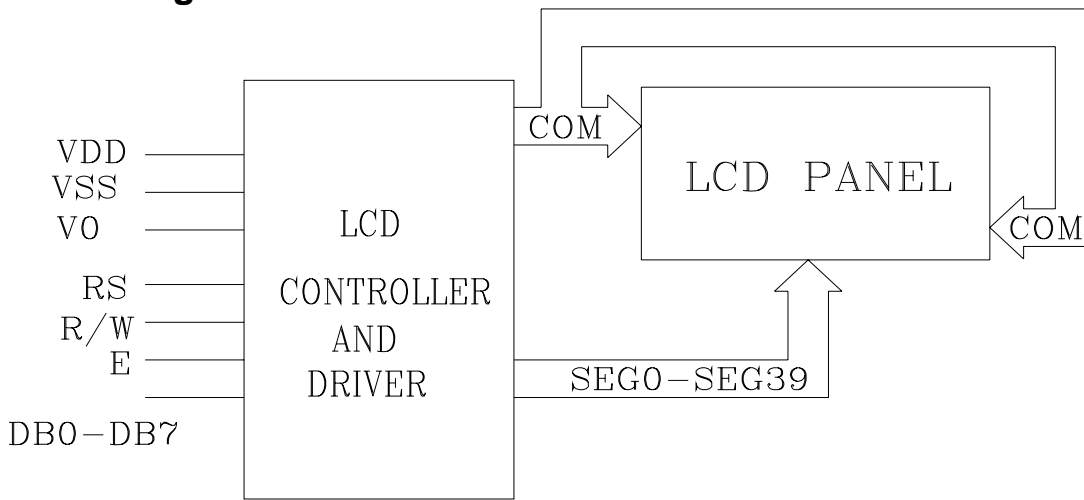 VDD
VSS
V0
RS
R/W
E
DB0-DB7
LCD
CONTROLLER
AND
DRIVER
COM
LCD PANEL
COM
SEG0-SEG39